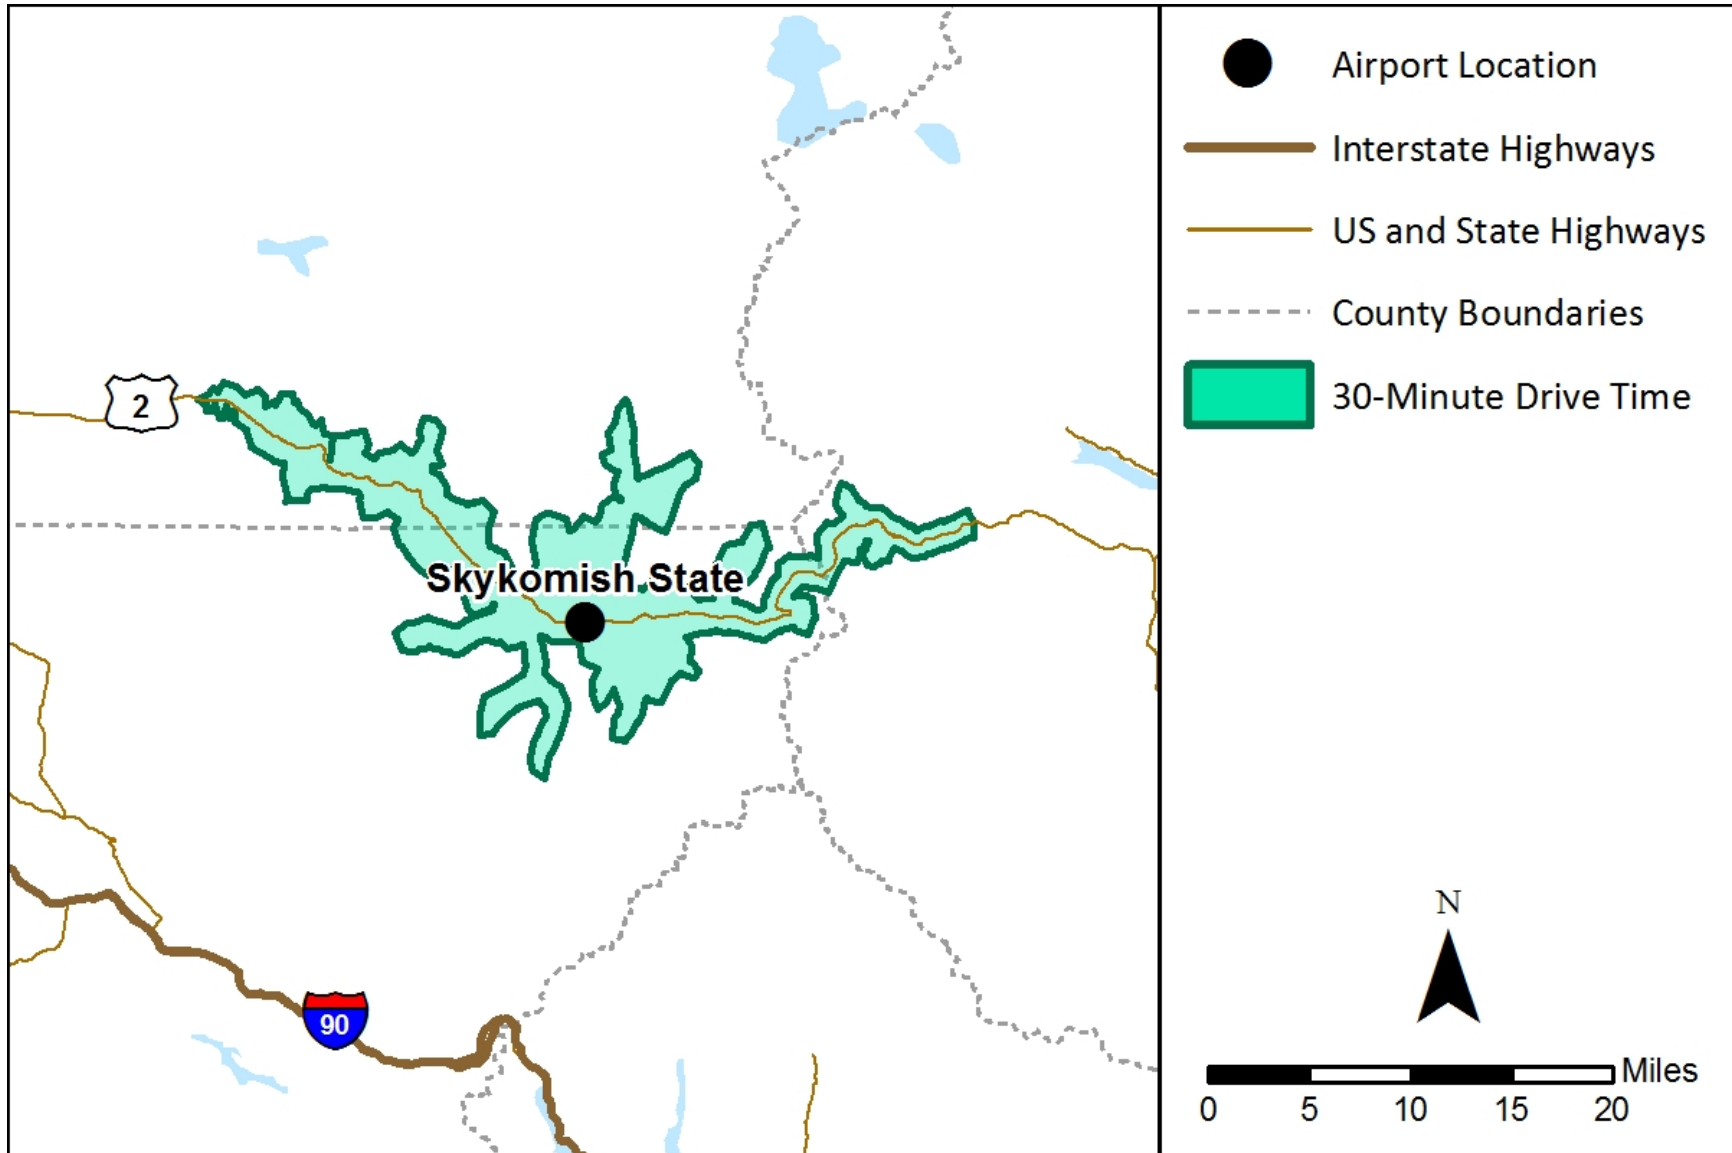 Airport Location
Interstate Highways
US and State Highways
County Boundaries
30-Minute Drive Time
2
Skykomish State
90
N
Miles
0 5 10 15 20